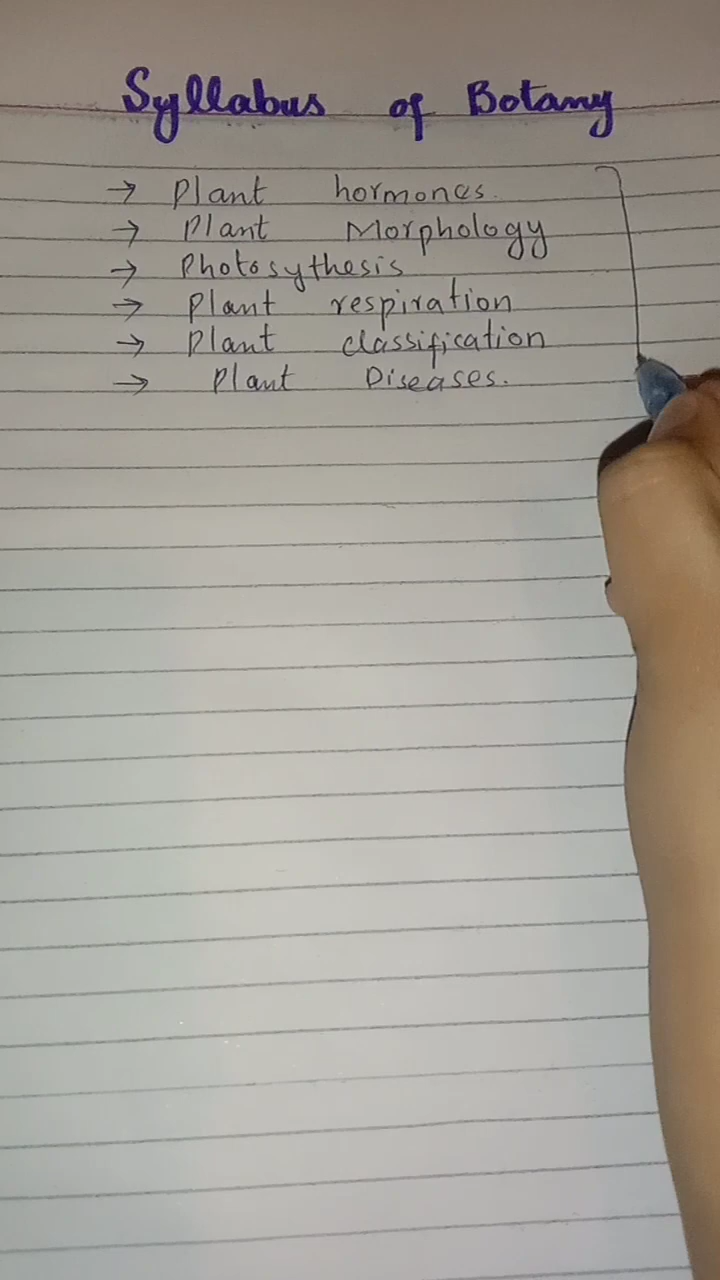 Syllabus of Botany
→ Plant hormones.
→ Plant Morphology
→ Photosythesis
→ Plant respiration
→ Plant classification
→ Plant Diseases.